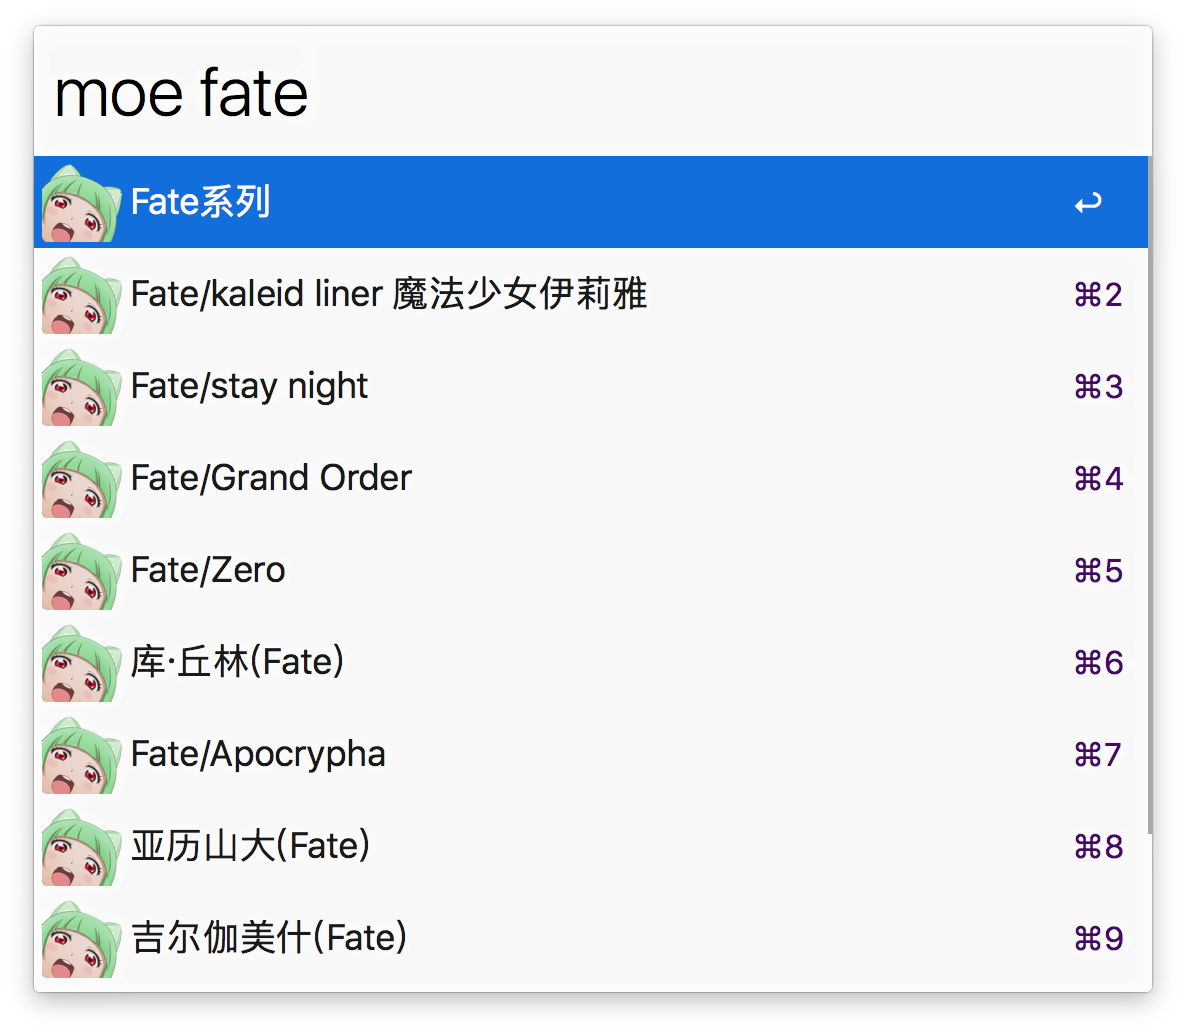 moe fate
Fate系列 ↩
Fate/kaleid liner 魔法少女伊莉雅 ⌘2
Fate/stay night ⌘3
Fate/Grand Order ⌘4
Fate/Zero ⌘5
库·丘林(Fate) ⌘6
Fate/Apocrypha ⌘7
亚历山大(Fate) ⌘8
吉尔伽美什(Fate) ⌘9